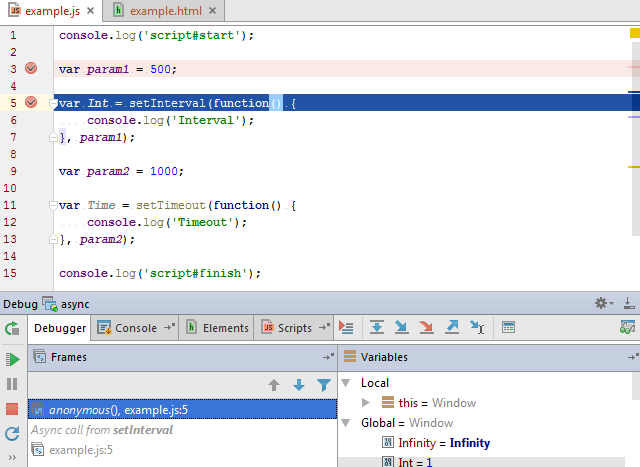 example.js example.html
1 console.log('script#start');
2
3 var param1 = 500;
4
5 var Int = setInterval(function() {
6 console.log('Interval');
7 }, param1);
8
9 var param2 = 1000;
10
11 var Time = setTimeout(function() {
12 console.log('Timeout');
13 }, param2);
14
15 console.log('script#finish');
Debug async
Debugger Console Elements Scripts
Frames
Variables
anonymous(), example.js:5
Async call from setInterval
example.js:5
Local
this = Window
Global = Window
Infinity = Infinity
Int = 1